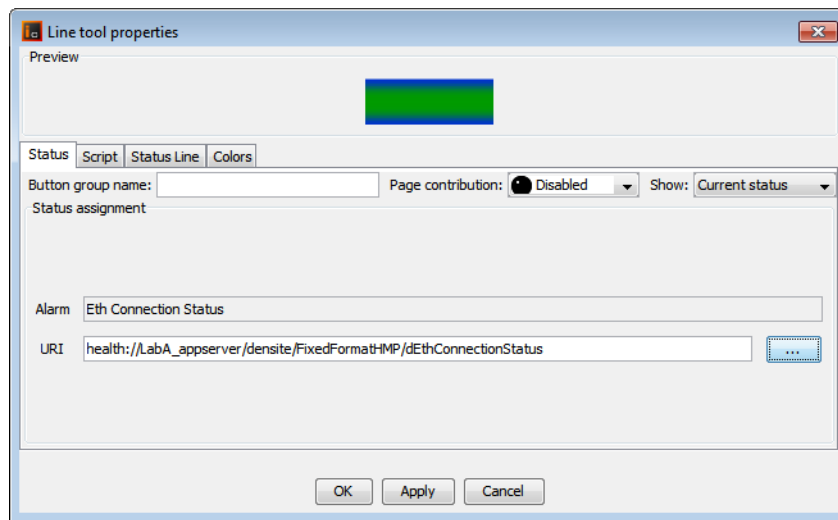 Line tool properties
Preview
Status Script Status Line Colors
Button group name: Page contribution: Disabled Show: Current status
Status assignment
Alarm Eth Connection Status
URI health://LabA_appserver/densite/FixedFormatHMP/dEthConnectionStatus ...
OK Apply Cancel